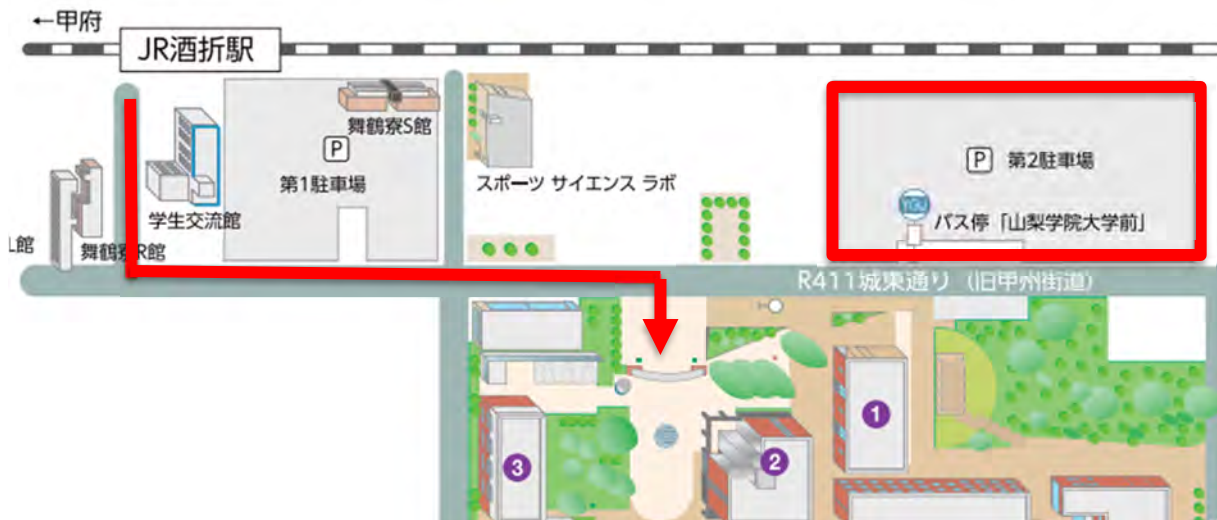 ←甲府
JR酒折駅
舞鶴寮S館
P
第1駐車場
スポーツ サイエンス ラボ
P 第2駐車場
YGU
バス停「山梨学院大学前」
学生交流館
L館
舞鶴寮R館
R411城東通り（旧甲州街道）
1
2
3